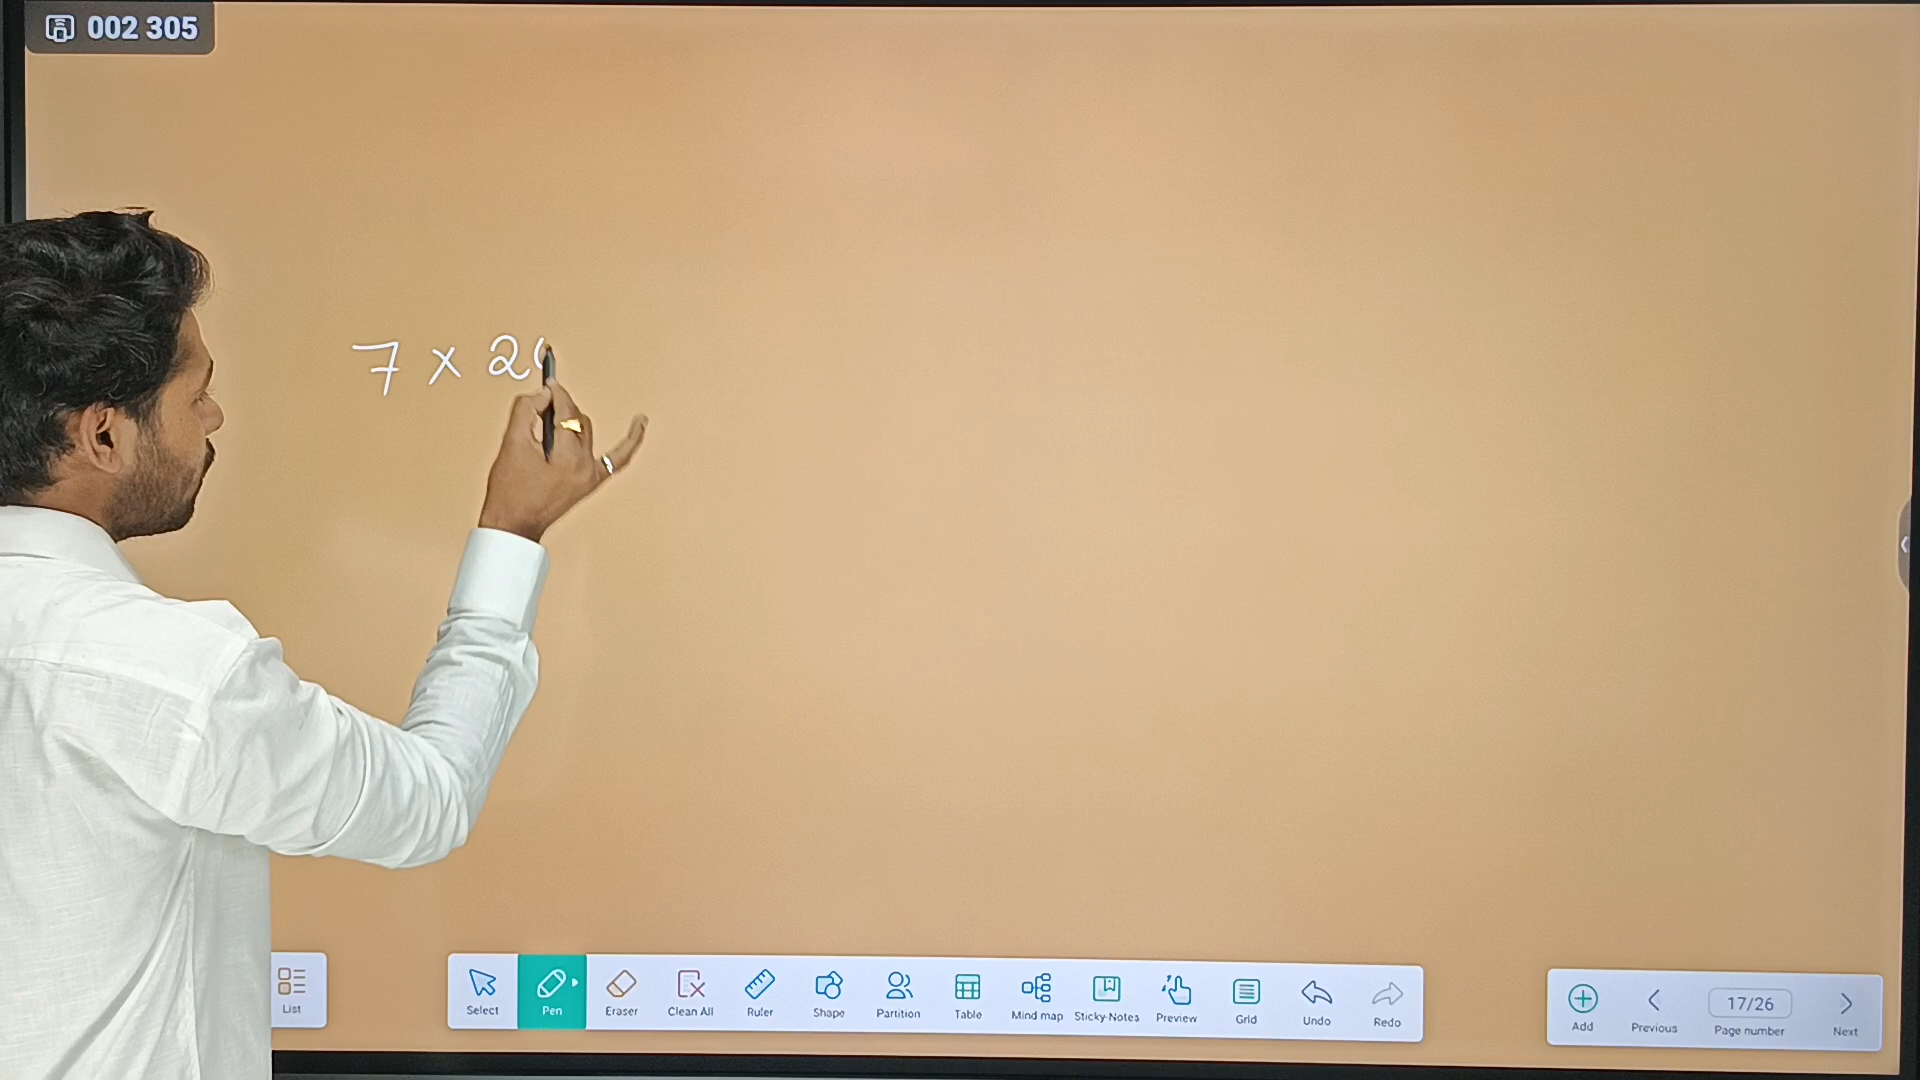 002 305
7 × 2
List
Select
Pen
Eraser
Clean All
Ruler
Shape
Partition
Table
Mind map
Sticky-Notes
Preview
Grid
Undo
Redo
Add
Previous
17/26
Page number
Next